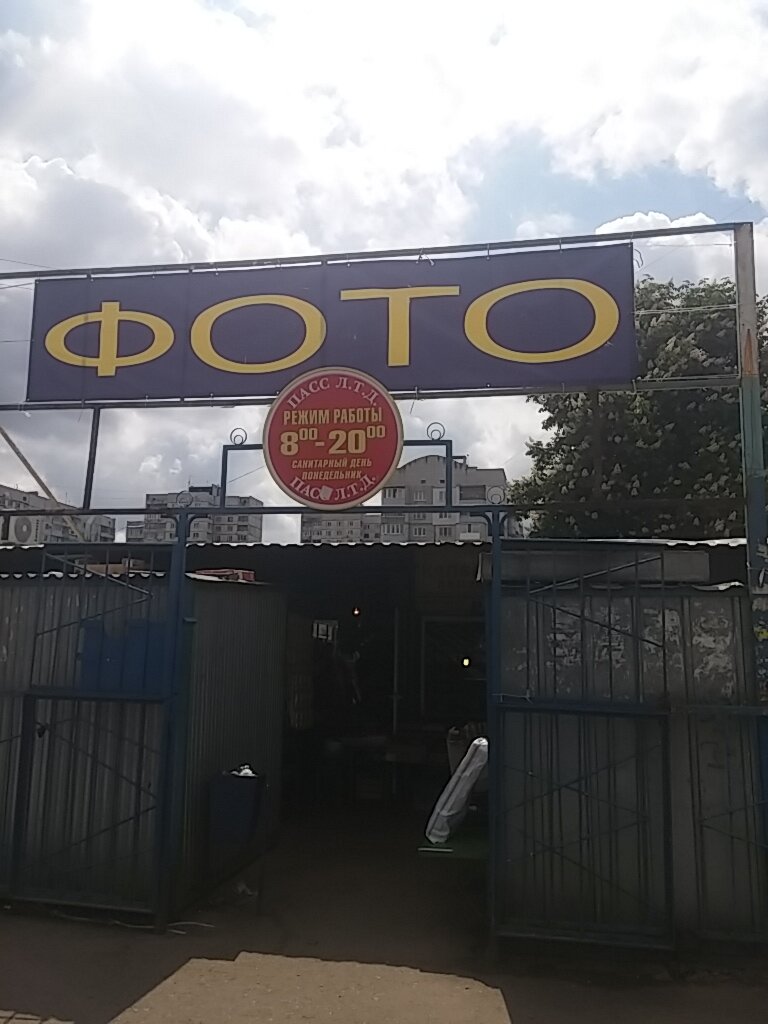 ФОТО
ПАСС Л.Т.Д.
РЕЖИМ РАБОТЫ
8⁰⁰-20⁰⁰
САНИТАРНЫЙ ДЕНЬ
ПОНЕДЕЛЬНИК
ПАСС Л.Т.Д.